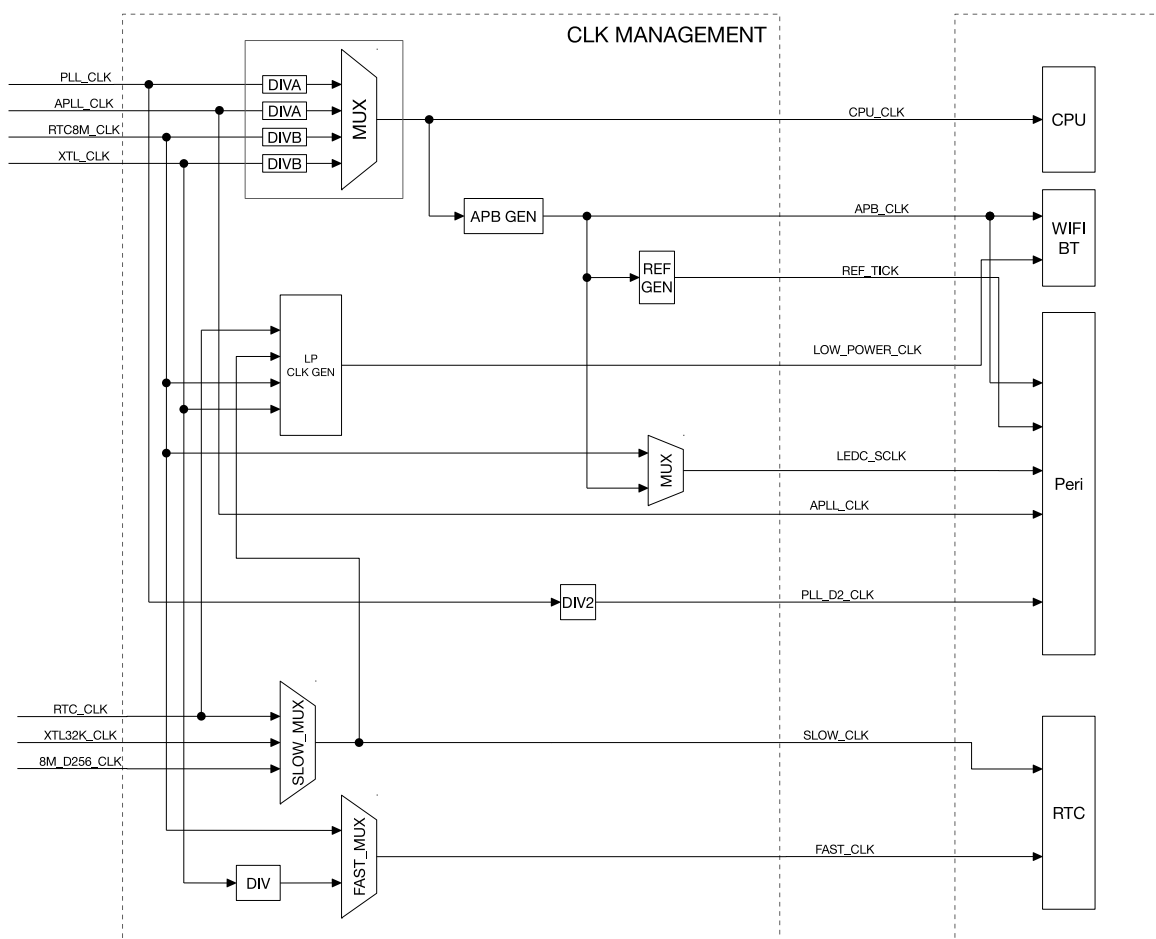 CLK MANAGEMENT
PLL_CLK
DIVA
APLL_CLK
DIVA
MUX
CPU_CLK
CPU
RTC8M_CLK
DIVB
XTL_CLK
DIVB
APB GEN
APB_CLK
WIFI
BT
REF
GEN
REF_TICK
LP
CLK GEN
LOW_POWER_CLK
MUX
LEDC_SCLK
Peri
APLL_CLK
DIV2
PLL_D2_CLK
RTC_CLK
XTL32K_CLK
8M_D256_CLK
SLOW_MUX
SLOW_CLK
RTC
FAST_MUX
FAST_CLK
DIV